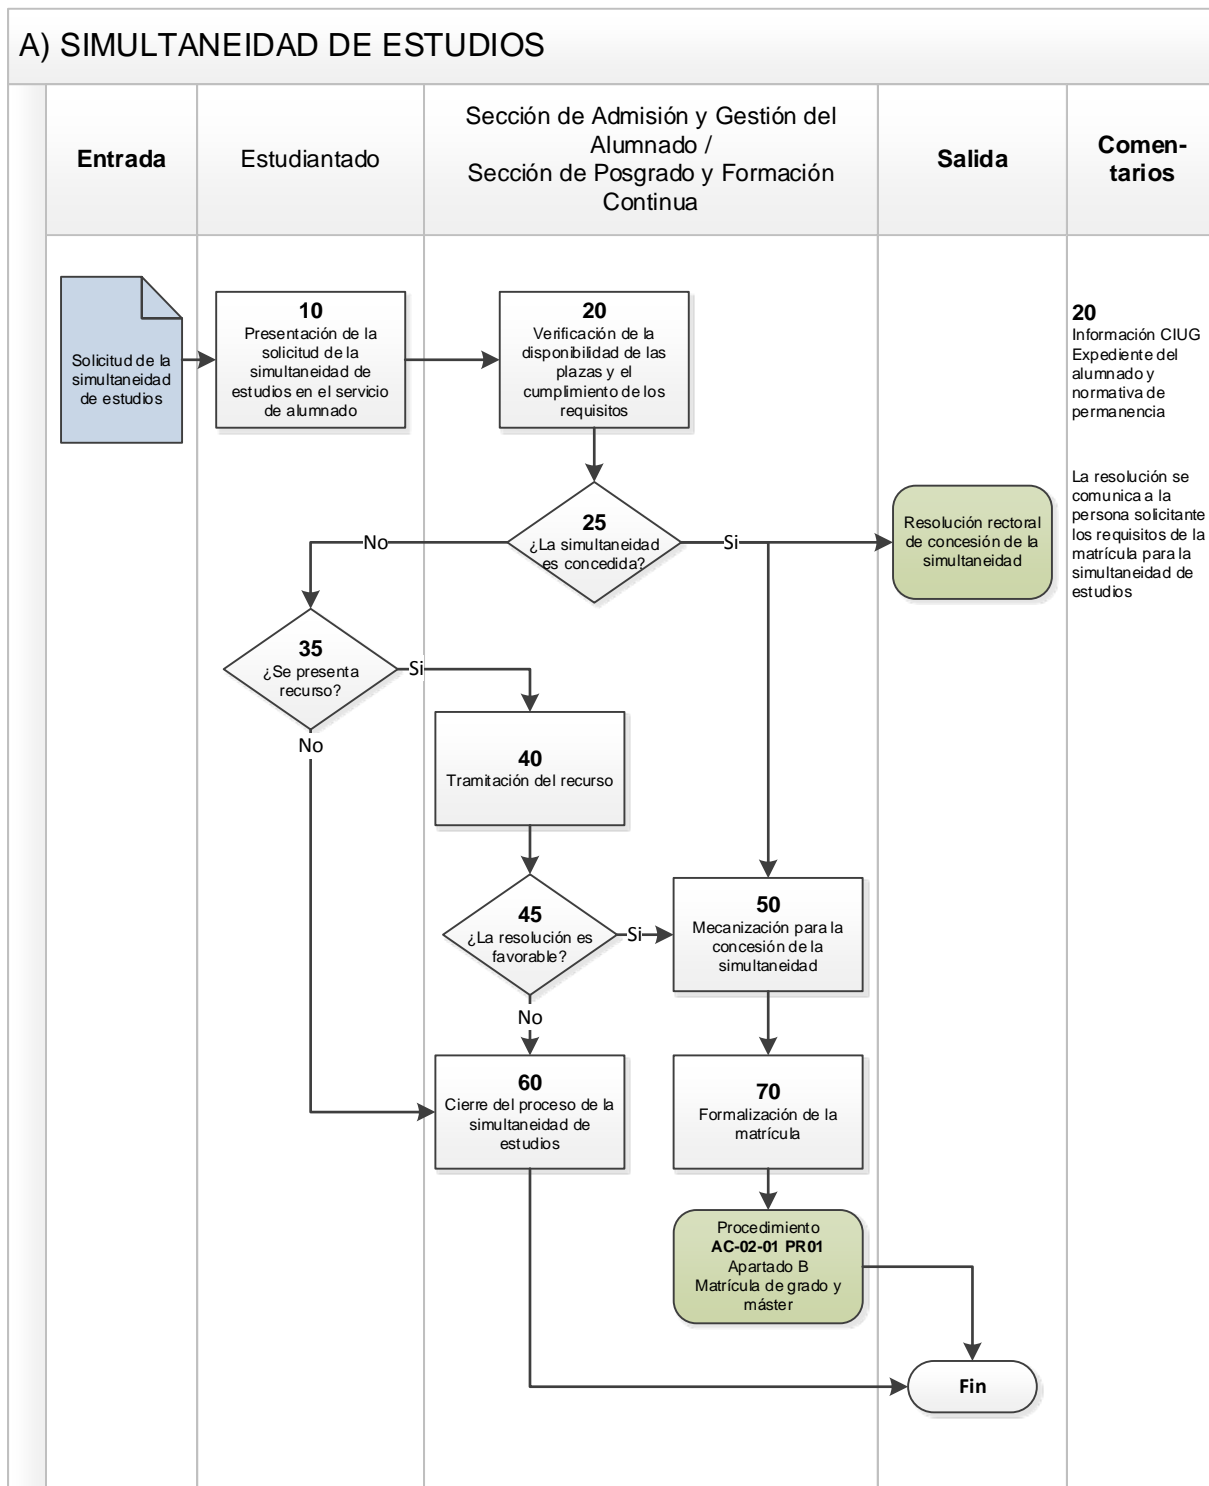 A) SIMULTANEIDAD DE ESTUDIOS
Entrada
Estudiantado
Sección de Admisión y Gestión del
Alumnado /
Sección de Posgrado y Formación
Continua
Salida
Comen-
tarios
Solicitud de la
simultaneidad
de estudios
10
Presentación de la
solicitud de la
simultaneidad de
estudios en el servicio
de alumnado
20
Verificación de la
disponibilidad de las
plazas y el
cumplimiento de los
requisitos
20
Información CIUG
Expediente del
alumnado y
normativa de
permanencia
25
¿La simultaneidad
es concedida?
No
Si
Resolución rectoral
de concesión de la
simultaneidad
La resolución se
comunica a la
persona solicitante
los requisitos de la
matrícula para la
simultaneidad de
estudios
35
¿Se presenta
recurso?
Si
No
40
Tramitación del recurso
45
¿La resolución es
favorable?
Si
No
50
Mecanización para la
concesión de la
simultaneidad
60
Cierre del proceso de la
simultaneidad de
estudios
70
Formalización de la
matrícula
Procedimiento
AC-02-01 PR01
Apartado B
Matrícula de grado y
máster
Fin